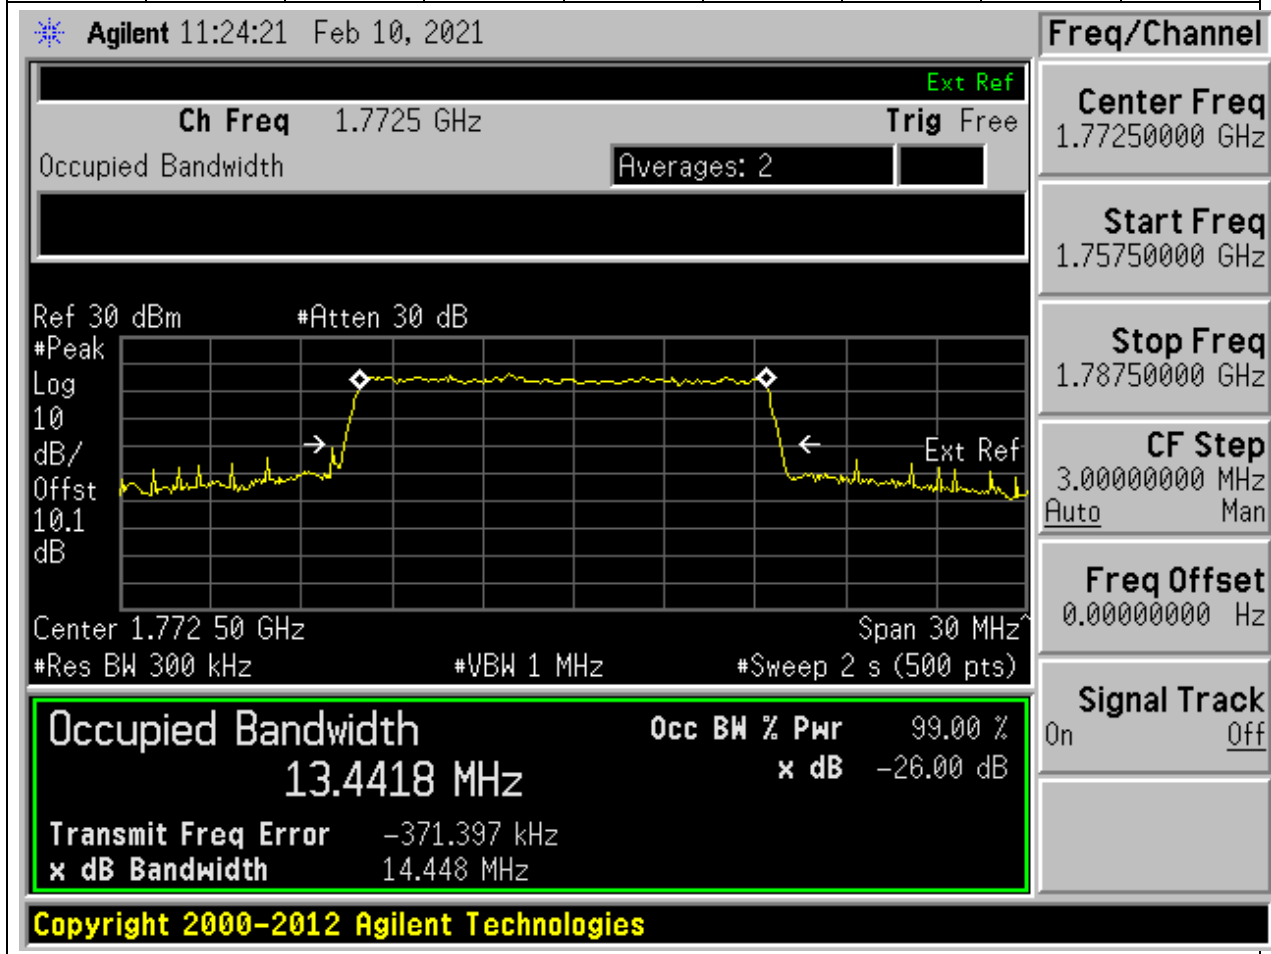 Agilent 11:24:21 Feb 10, 2021
Freq/Channel
Ext Ref
Ch Freq 1.7725 GHz Trig Free
Occupied Bandwidth Averages: 2
Ref 30 dBm #Atten 30 dB
#Peak
Log
10
dB/
Offst
10.1
dB
Ext Ref
Center 1.772 50 GHz Span 30 MHz^
#Res BW 300 kHz #VBW 1 MHz #Sweep 2 s (500 pts)
Occupied Bandwidth Occ BW % Pwr 99.00 %
13.4418 MHz x dB -26.00 dB
Transmit Freq Error -371.397 kHz
x dB Bandwidth 14.448 MHz
Center Freq
1.77250000 GHz
Start Freq
1.75750000 GHz
Stop Freq
1.78750000 GHz
CF Step
3.00000000 MHz
Auto Man
Freq Offset
0.00000000 Hz
Signal Track
On Off
Copyright 2000-2012 Agilent Technologies